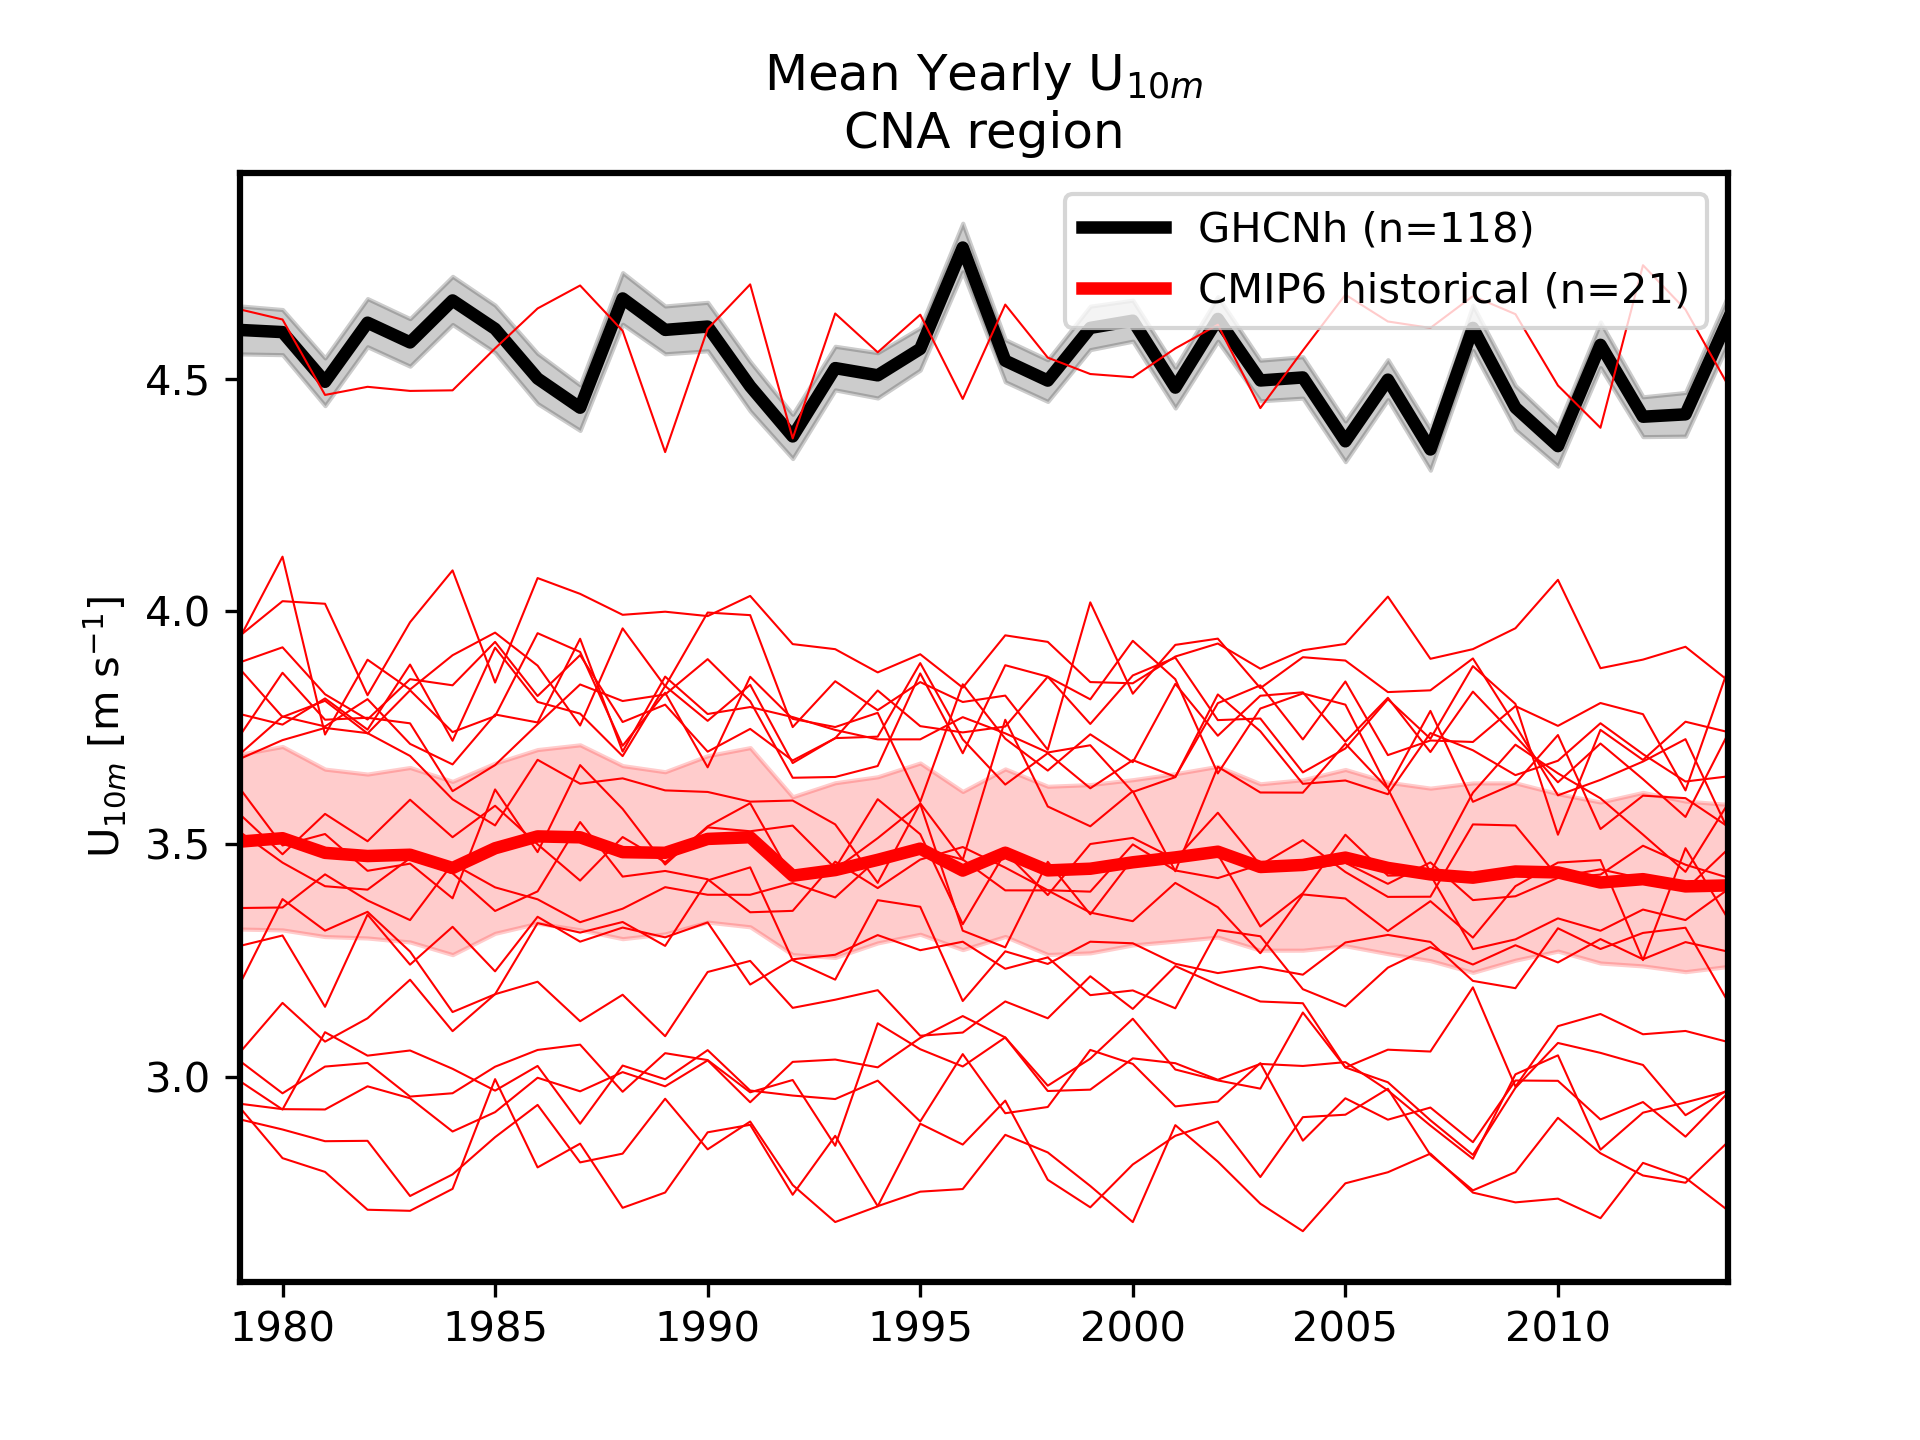 Mean Yearly U₁₀ₘ
CNA region
GHCNh (n=118)
CMIP6 historical (n=21)
U₁₀ₘ [m s⁻¹]
4.5
4.0
3.5
3.0
1980 1985 1990 1995 2000 2005 2010